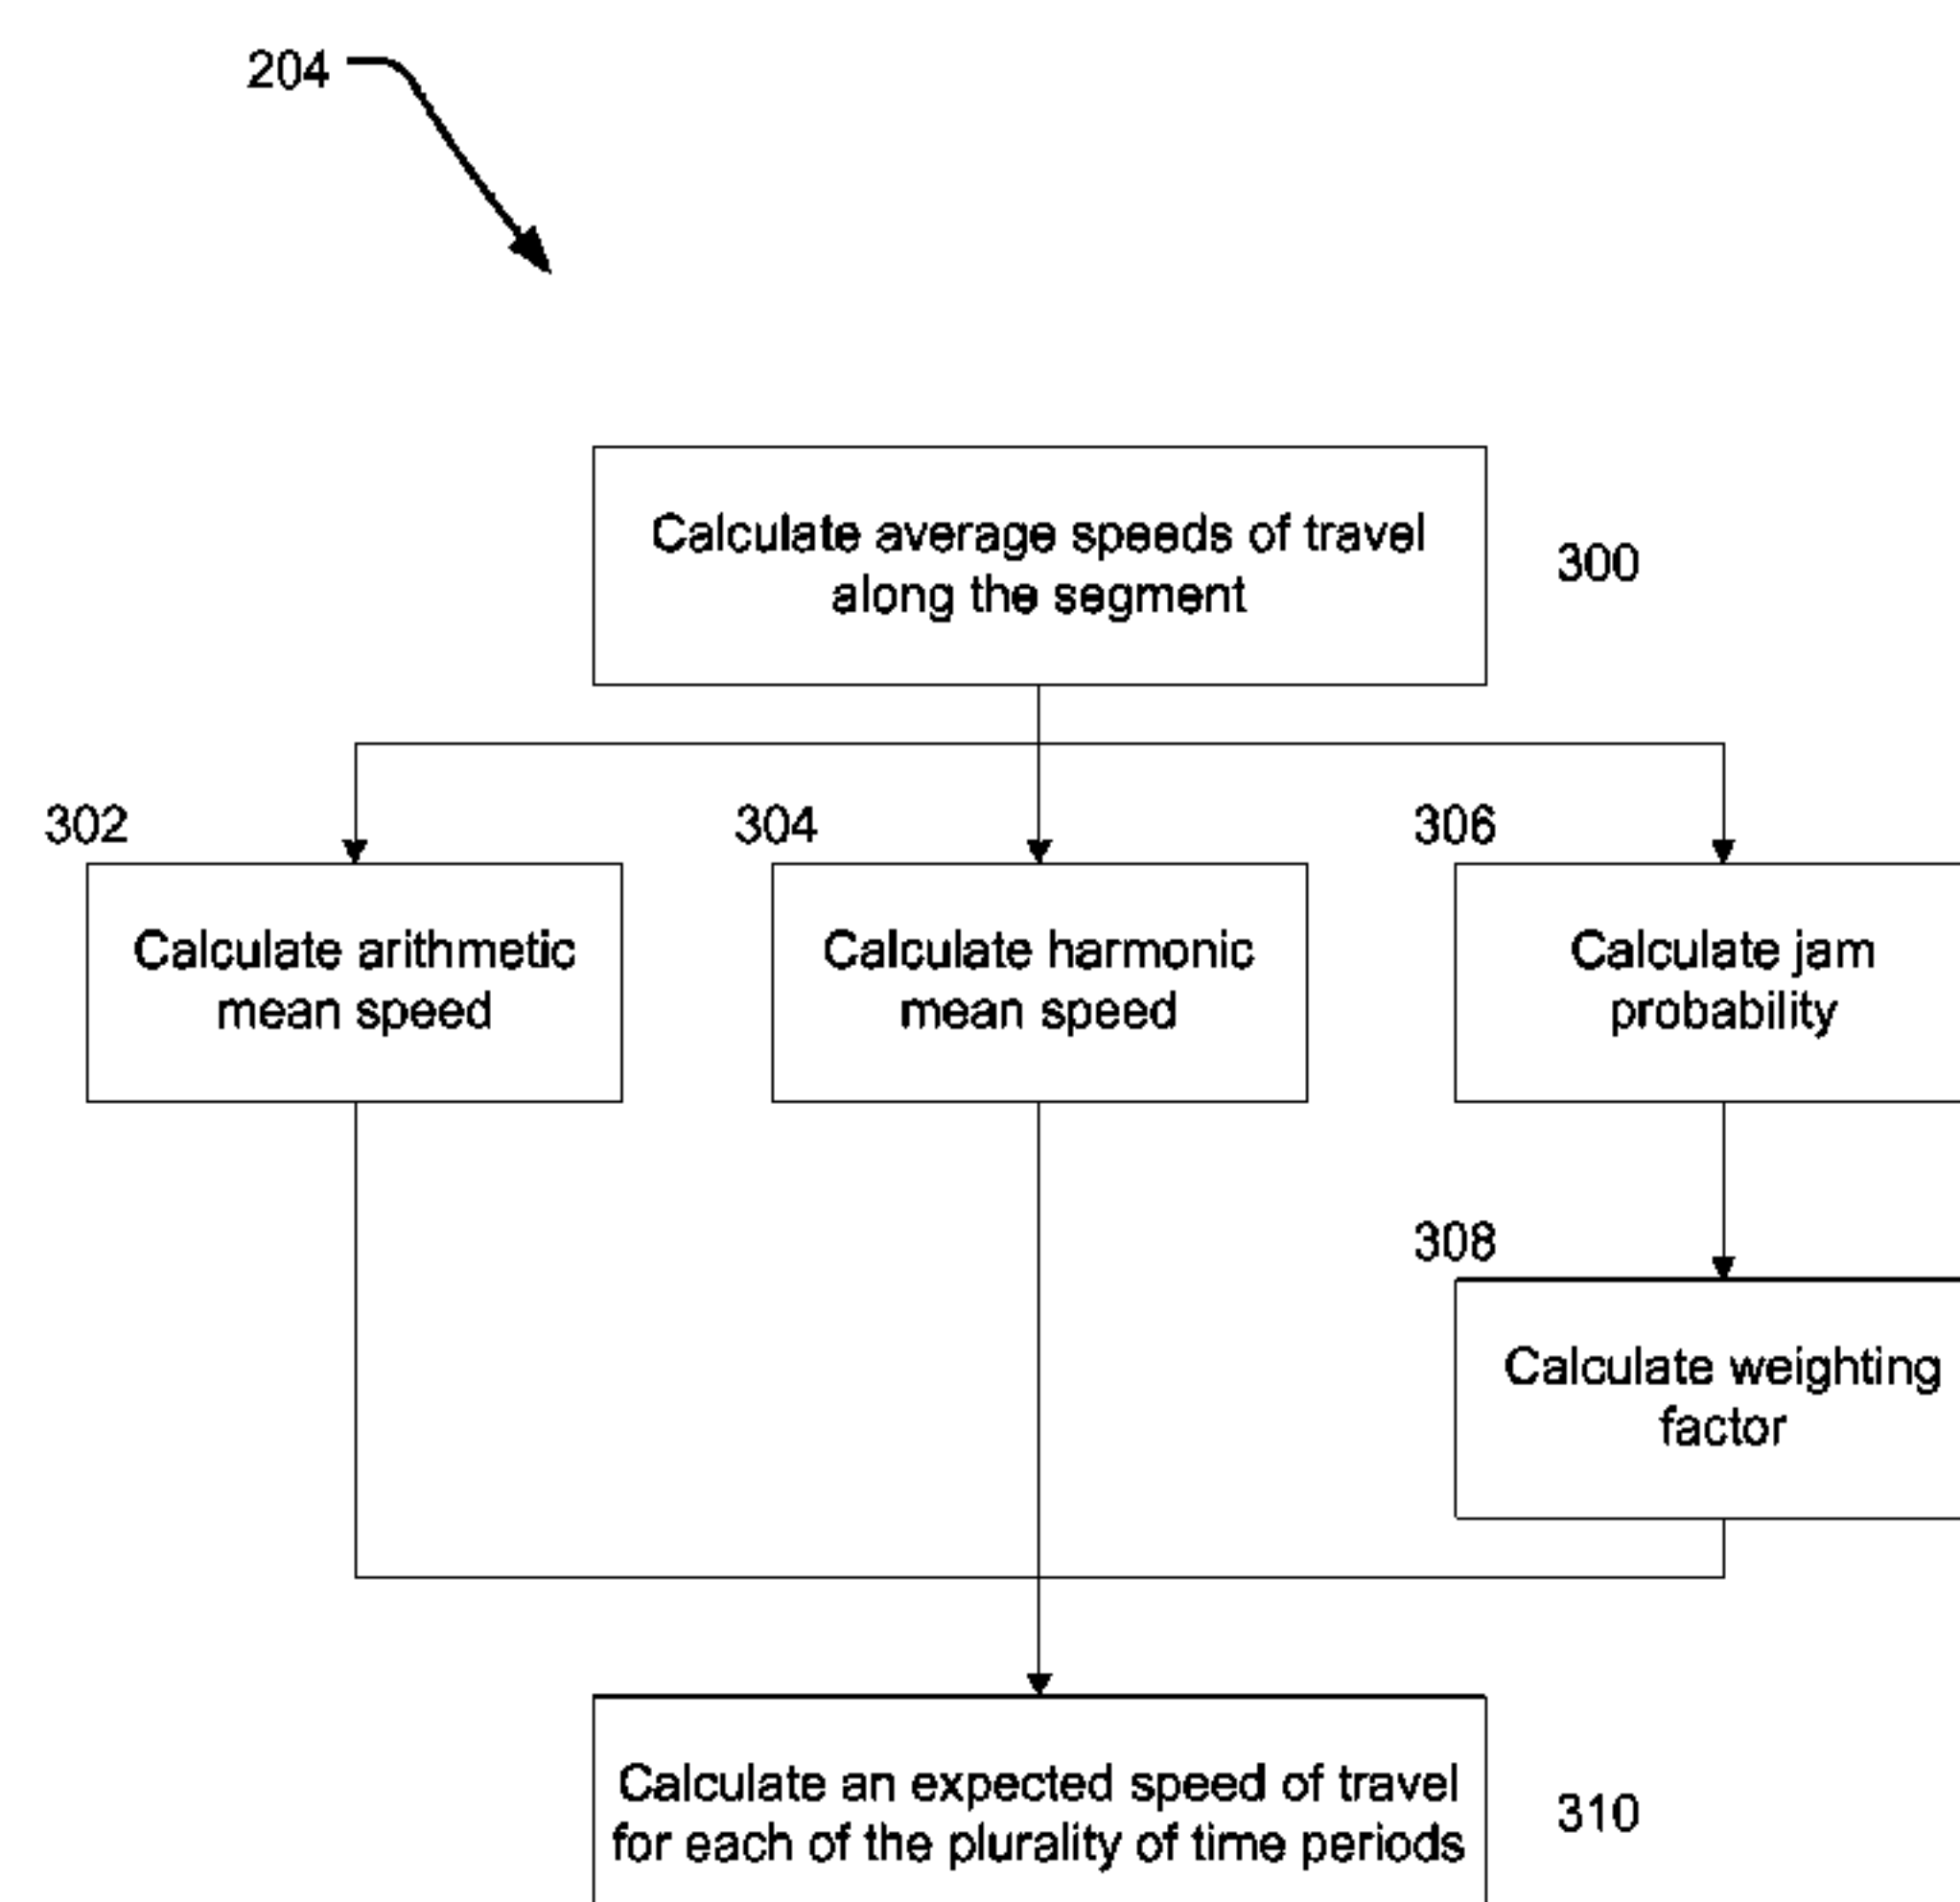 204
Calculate average speeds of travel
along the segment
300
302
304
306
Calculate arithmetic
mean speed
Calculate harmonic
mean speed
Calculate jam
probability
308
Calculate weighting
factor
Calculate an expected speed of travel
for each of the plurality of time periods
310